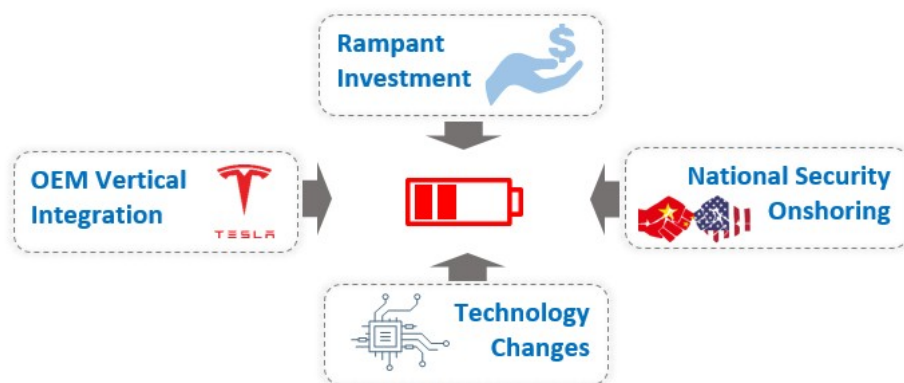 Rampant
Investment
$
OEM Vertical
Integration
TESLA
National Security
Onshoring
Technology
Changes